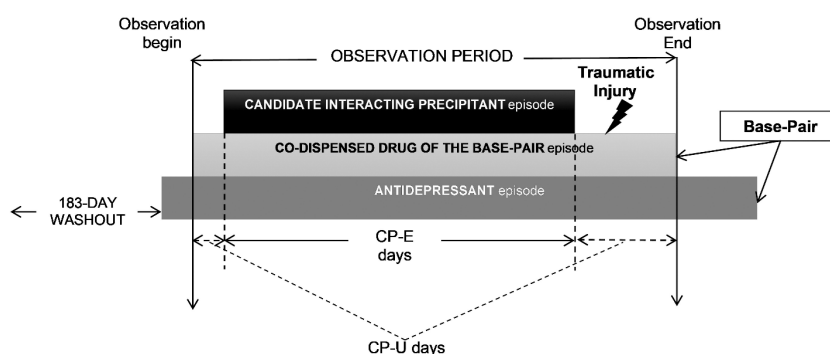 Observation
begin
Observation
End
OBSERVATION PERIOD
Traumatic
Injury
CANDIDATE INTERACTING PRECIPITANT episode
Base-Pair
CO-DISPENSED DRUG OF THE BASE-PAIR episode
ANTIDEPRESSANT episode
183-DAY
WASHOUT
CP-E
days
CP-U days